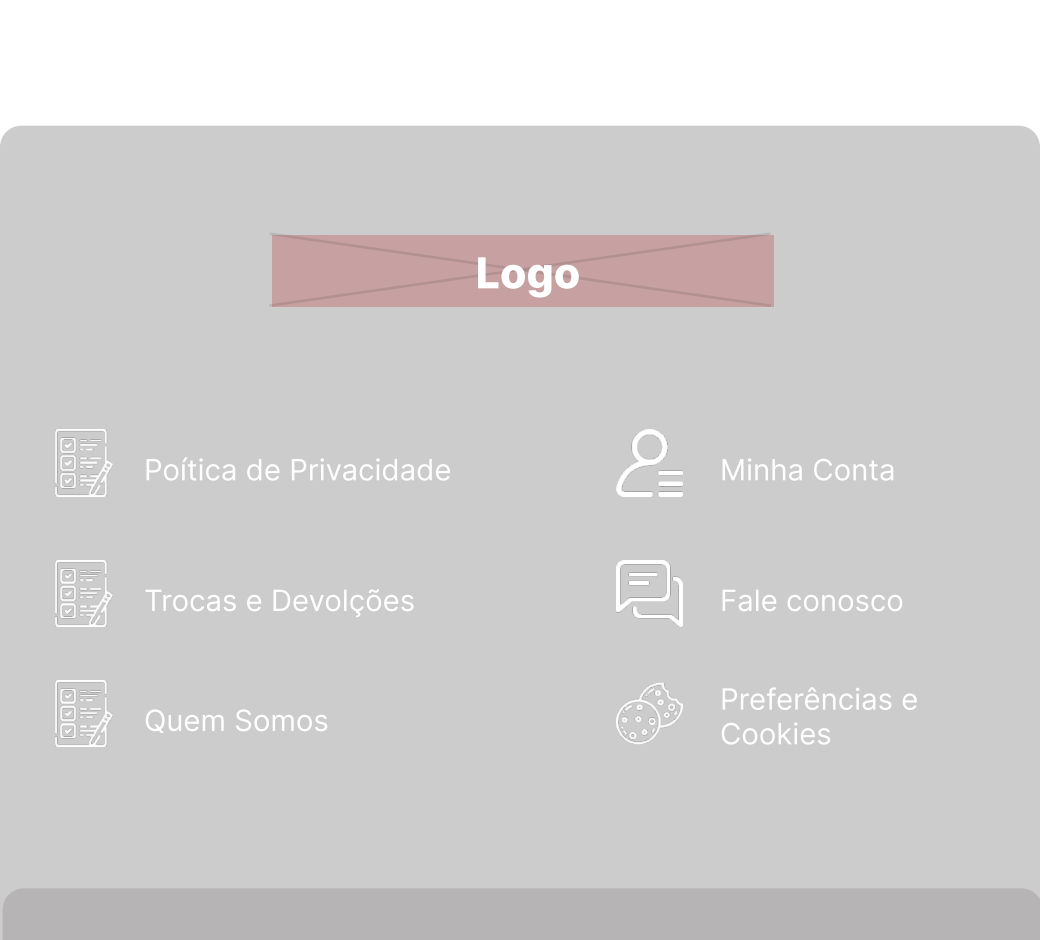 Logo
Poítica de Privacidade
Minha Conta
Trocas e Devolções
Fale conosco
Quem Somos
Preferências e
Cookies